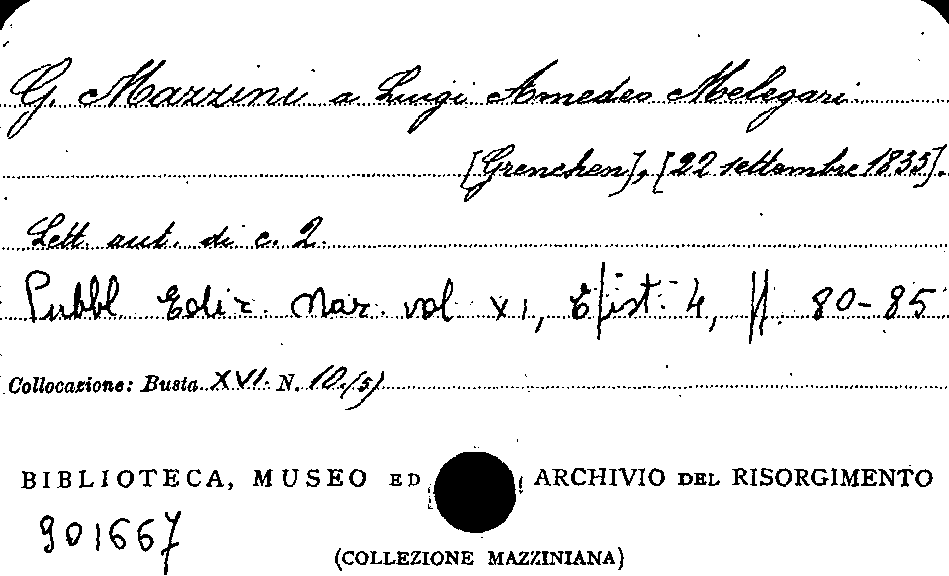 G. Mazzini a Luigi Amedeo Melegari
[Grenchen], [22 settembre 1835].
Lett. aut. di c. 2.
Pubbl. Ediz. Naz. vol XI, Epist. 4, pp. 80-85
Collocazione: Busta XVI. N. 10.(5)
BIBLIOTECA, MUSEO ED ARCHIVIO DEL RISORGIMENTO
901667
(COLLEZIONE MAZZINIANA)